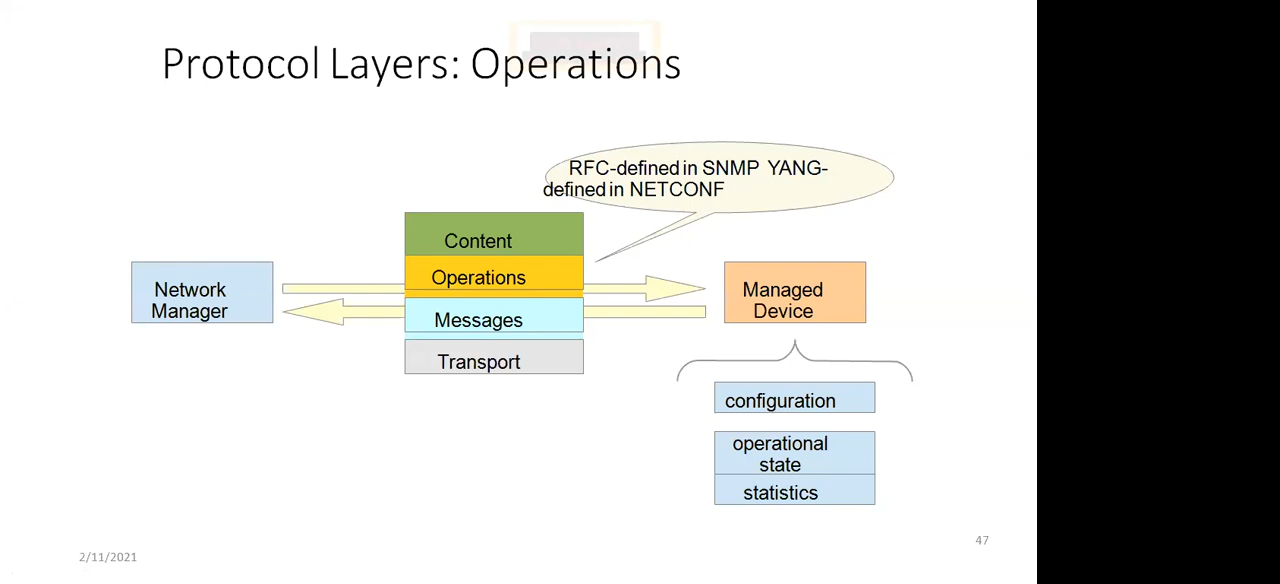 Protocol Layers: Operations
RFC-defined in SNMP YANG-
defined in NETCONF
Content
Operations
Messages
Transport
Network
Manager
Managed
Device
configuration
operational
state
statistics
47
2/11/2021